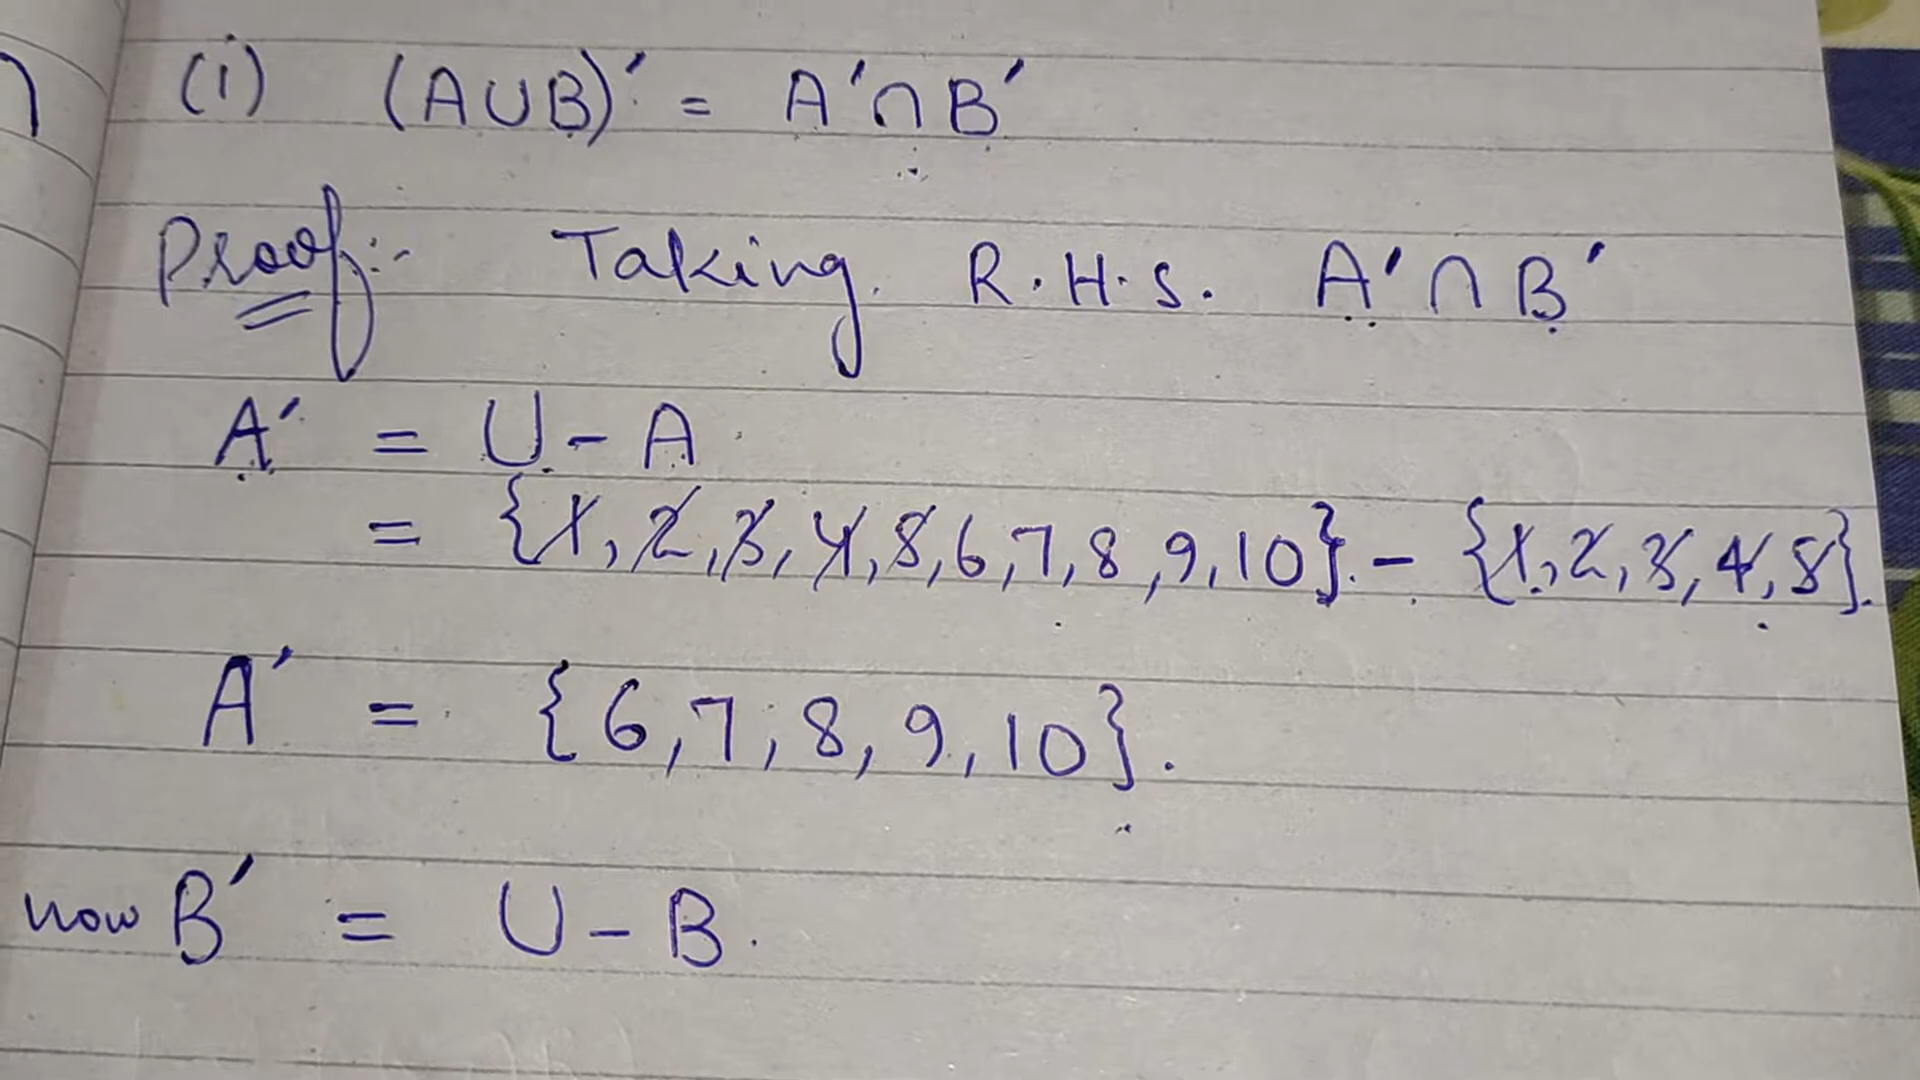 (i) (A∪B)′ = A′∩B′
Proof:- Taking R.H.S. A′∩B′
A′ = U - A
= {1, 2, 3, 4, 5, 6, 7, 8, 9, 10} - {1, 2, 3, 4, 5}.
A′ = {6, 7, 8, 9, 10}.
now B′ = U - B.